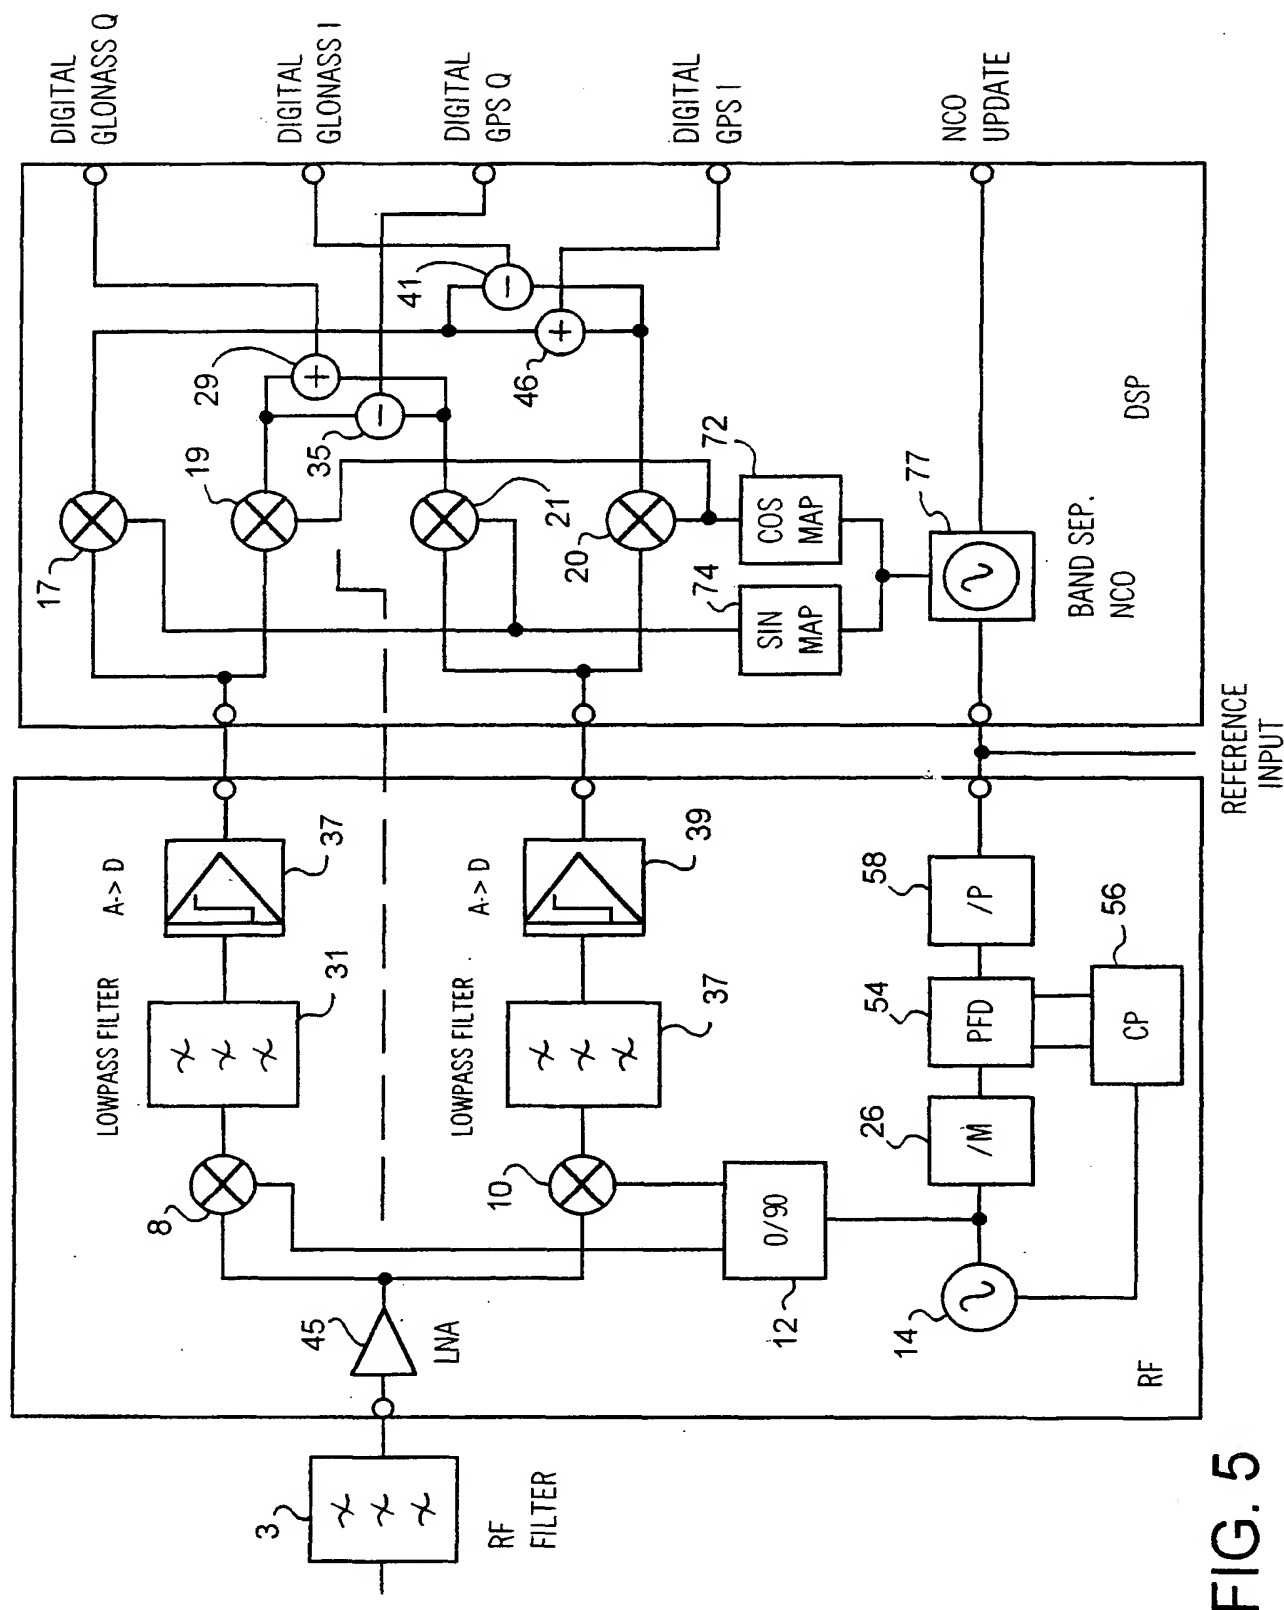 DIGITAL
GLONASS Q
DIGITAL
GLONASS I
DIGITAL
GPS Q
DIGITAL
GPS I
NCO
UPDATE
41
29
46
35
19
17
21
20
72
COS
MAP
74
SIN
MAP
77
DSP
BAND SEP.
NCO
REFERENCE
INPUT
A-> D
37
A-> D
39
LOWPASS FILTER
31
LOWPASS FILTER
37
58
/P
54
PFD
56
CP
26
/M
8
10
0/90
12
14
45
LNA
RF
3
RF
FILTER
FIG. 5